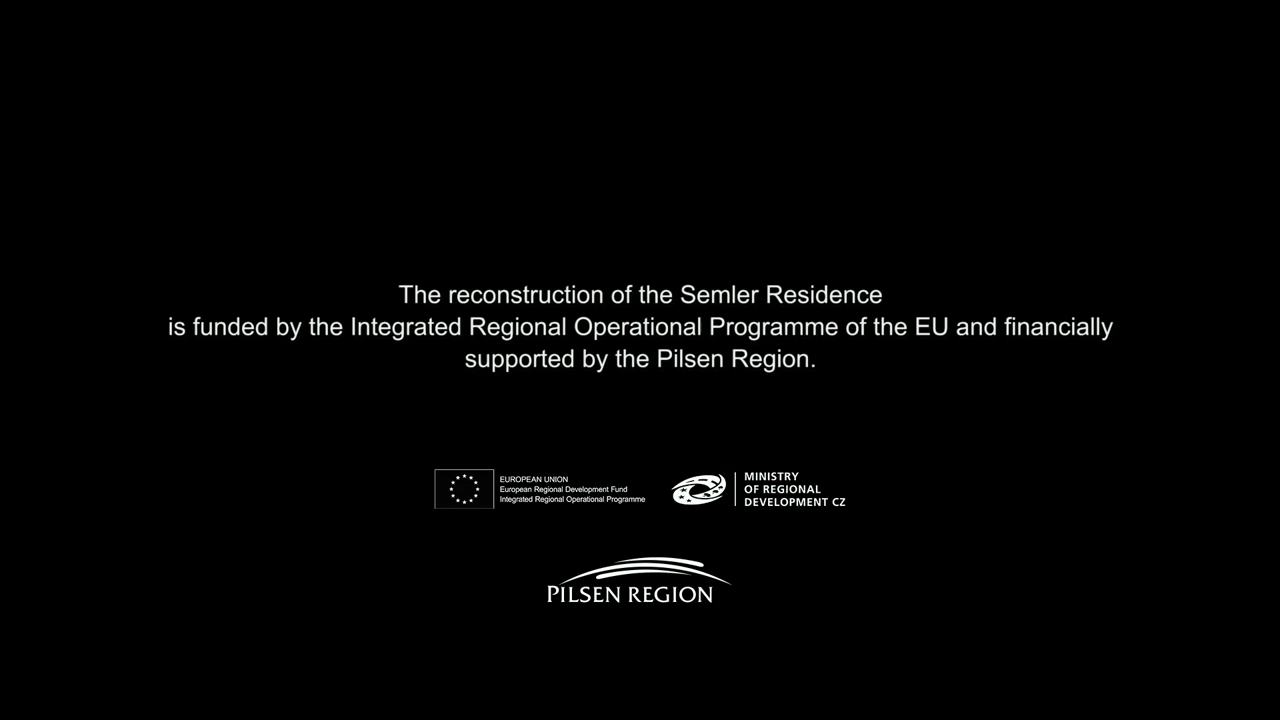 The reconstruction of the Semler Residence
is funded by the Integrated Regional Operational Programme of the EU and financially
supported by the Pilsen Region.
EUROPEAN UNION
European Regional Development Fund
Integrated Regional Operational Programme
MINISTRY
OF REGIONAL
DEVELOPMENT CZ
PILSEN REGION